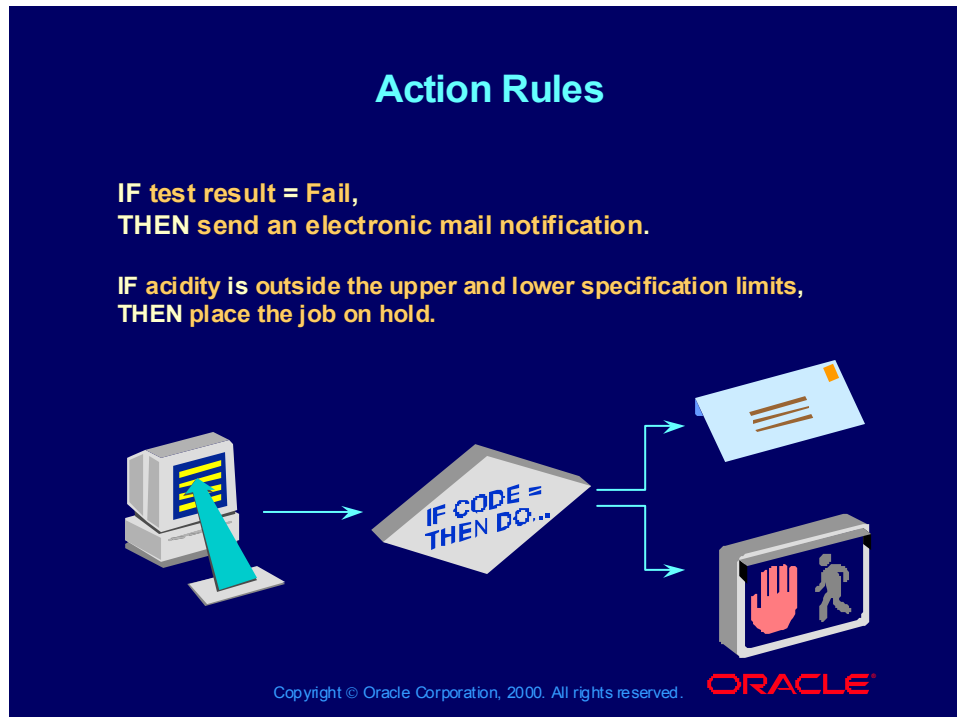 Action Rules
IF test result = Fail,
THEN send an electronic mail notification.
IF acidity is outside the upper and lower specification limits,
THEN place the job on hold.
IF CODE =
THEN DO...
Copyright © Oracle Corporation, 2000. All rights reserved.
ORACLE®